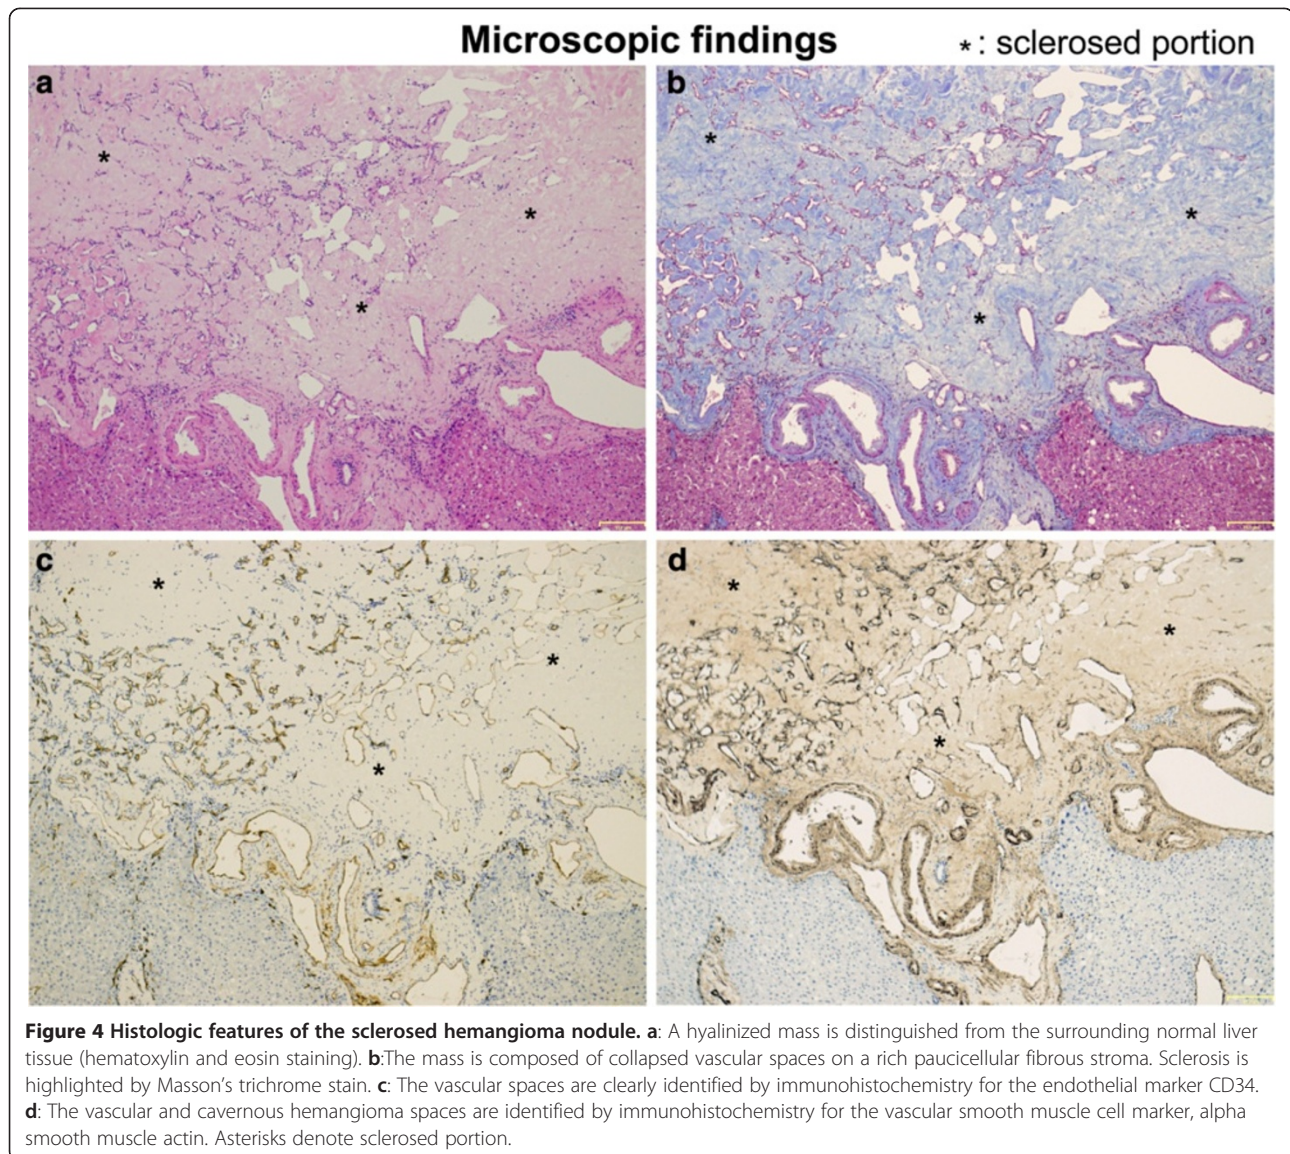 Microscopic findings
* : sclerosed portion
a
b
*
*
*
*
*
*
c
d
*
*
*
*
*
*
Figure 4 Histologic features of the sclerosed hemangioma nodule. a: A hyalinized mass is distinguished from the surrounding normal liver
tissue (hematoxylin and eosin staining). b:The mass is composed of collapsed vascular spaces on a rich paucicellular fibrous stroma. Sclerosis is
highlighted by Masson's trichrome stain. c: The vascular spaces are clearly identified by immunohistochemistry for the endothelial marker CD34.
d: The vascular and cavernous hemangioma spaces are identified by immunohistochemistry for the vascular smooth muscle cell marker, alpha
smooth muscle actin. Asterisks denote sclerosed portion.